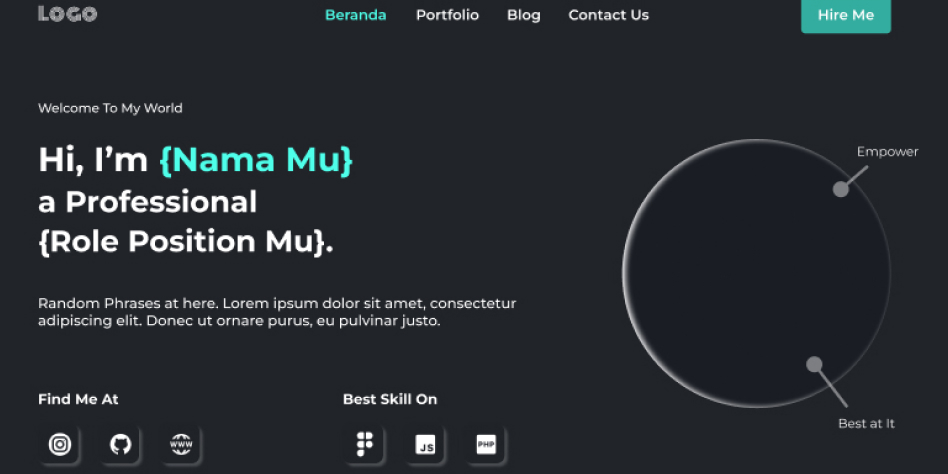 LOGO
Beranda Portfolio Blog Contact Us Hire Me
Welcome To My World
Hi, I’m {Nama Mu}
a Professional
{Role Position Mu}.
Random Phrases at here. Lorem ipsum dolor sit amet, consectetur
adipiscing elit. Donec ut ornare purus, eu pulvinar justo.
Empower
Best at It
Find Me At
WWW
Best Skill On
JS
PHP